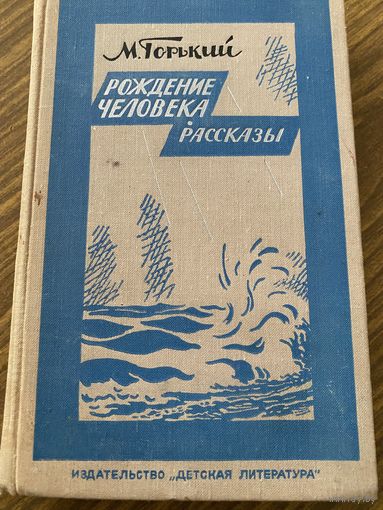 М. Горький
РОЖДЕНИЕ
ЧЕЛОВЕКА
РАССКАЗЫ
ИЗДАТЕЛЬСТВО „ДЕТСКАЯ ЛИТЕРАТУРА"